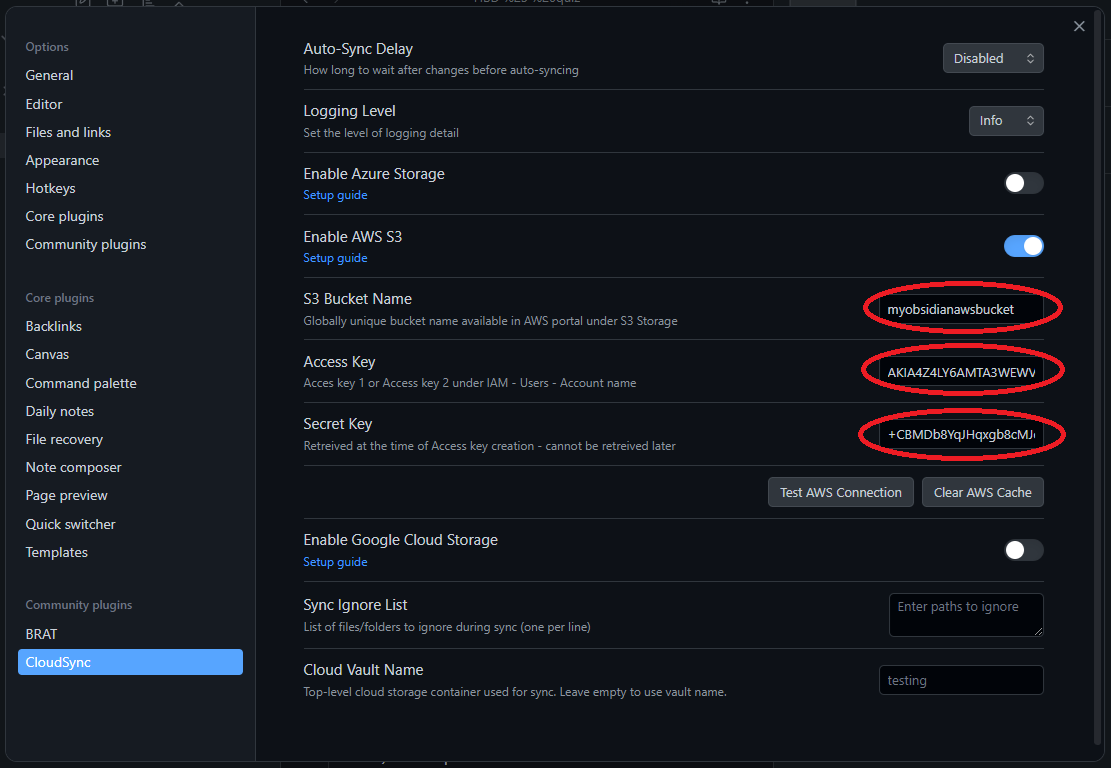 Options
General
Editor
Files and links
Appearance
Hotkeys
Core plugins
Community plugins
Core plugins
Backlinks
Canvas
Command palette
Daily notes
File recovery
Note composer
Page preview
Quick switcher
Templates
Community plugins
BRAT
CloudSync
Auto-Sync Delay
How long to wait after changes before auto-syncing
Disabled
Logging Level
Set the level of logging detail
Info
Enable Azure Storage
Setup guide
Enable AWS S3
Setup guide
S3 Bucket Name
Globally unique bucket name available in AWS portal under S3 Storage
myobsidianawsbucket
Access Key
Acces key 1 or Access key 2 under IAM - Users - Account name
AKIA4Z4LY6AMTA3WEWV
Secret Key
Retreived at the time of Access key creation - cannot be retreived later
+CBMDb8YqJHqxgb8cMJ
Test AWS Connection
Clear AWS Cache
Enable Google Cloud Storage
Setup guide
Sync Ignore List
List of files/folders to ignore during sync (one per line)
Enter paths to ignore
Cloud Vault Name
Top-level cloud storage container used for sync. Leave empty to use vault name.
testing